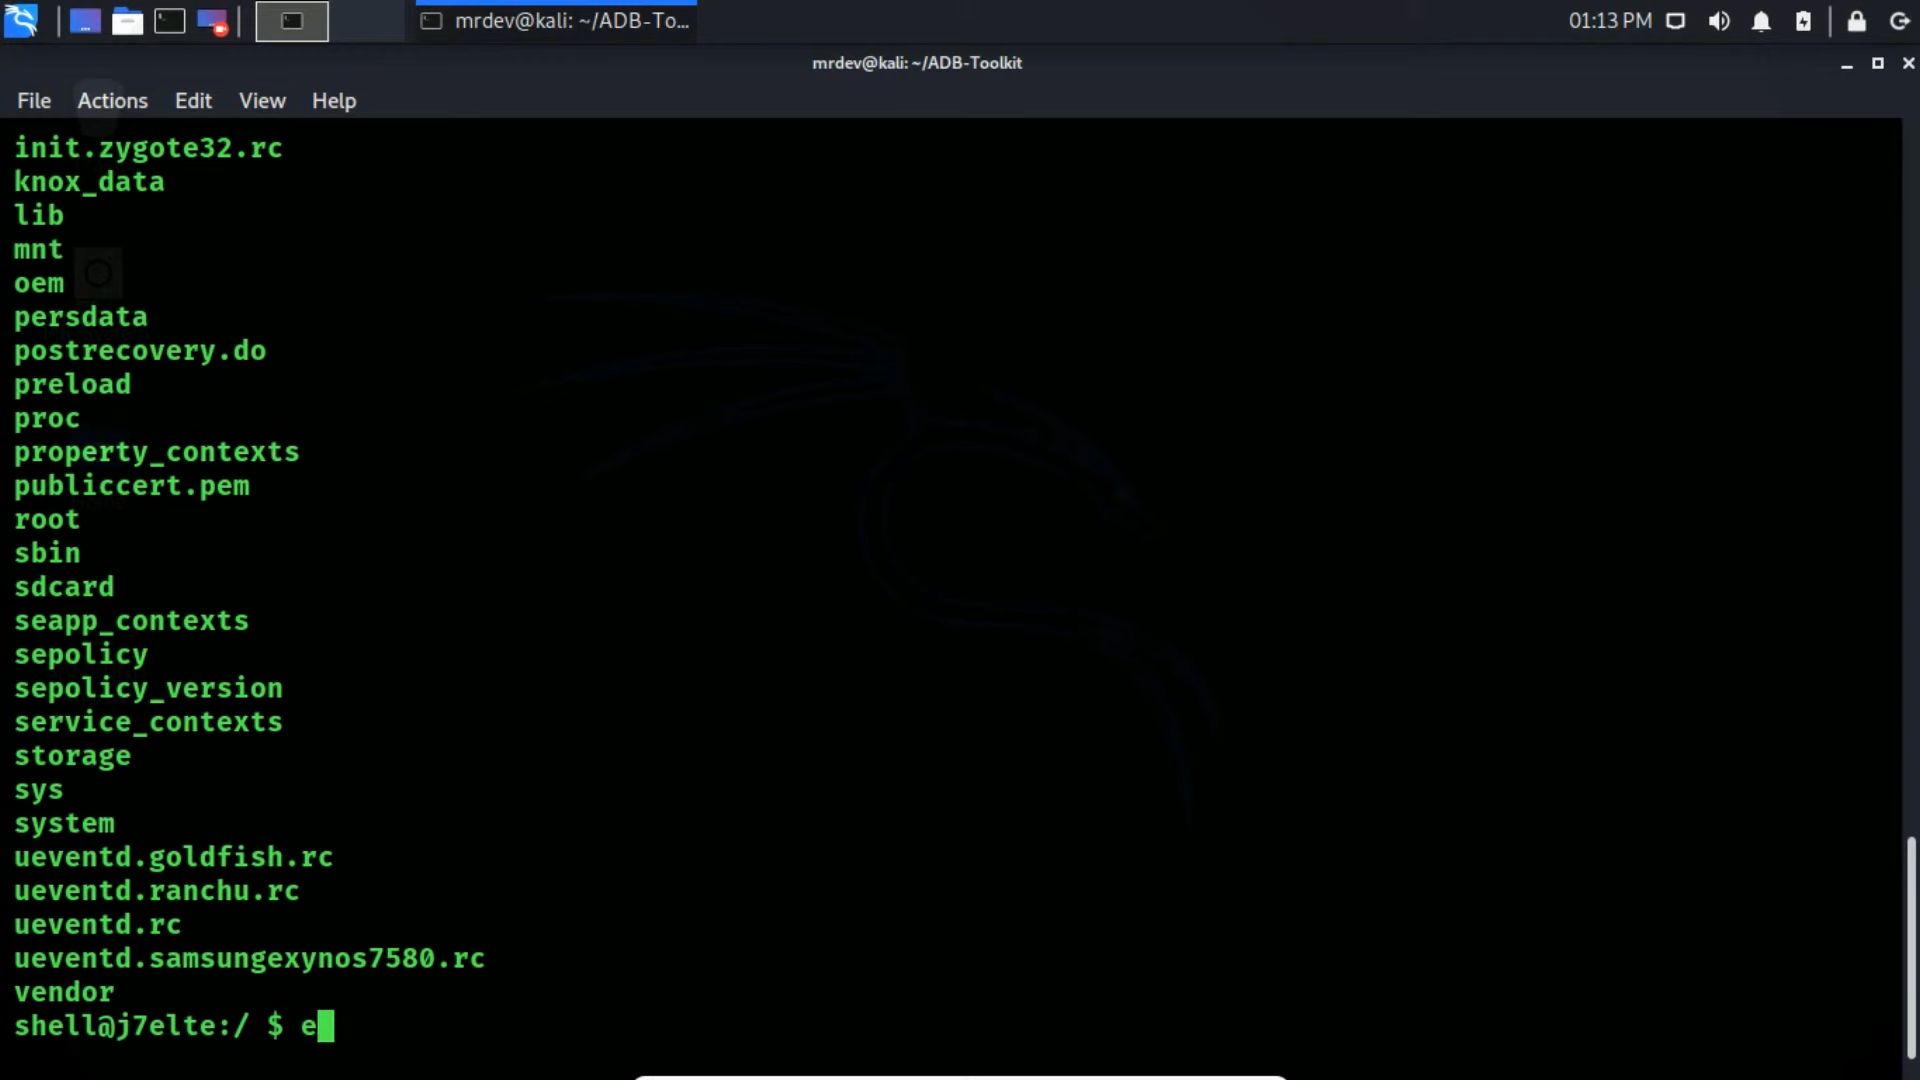 mrdev@kali: ~/ADB-To...
01:13 PM
mrdev@kali: ~/ADB-Toolkit
File Actions Edit View Help
init.zygote32.rc
knox_data
lib
mnt
oem
persdata
postrecovery.do
preload
proc
property_contexts
publiccert.pem
root
sbin
sdcard
seapp_contexts
sepolicy
sepolicy_version
service_contexts
storage
sys
system
ueventd.goldfish.rc
ueventd.ranchu.rc
ueventd.rc
ueventd.samsungexynos7580.rc
vendor
shell@j7elte:/ $ e